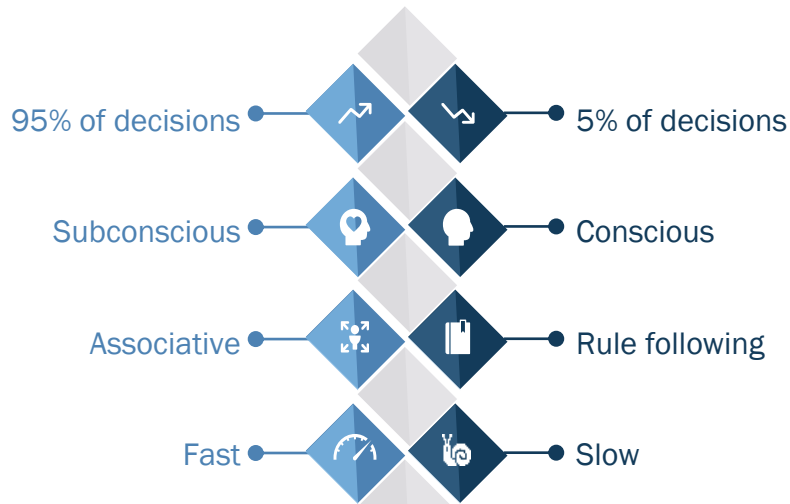 95% of decisions
5% of decisions
Subconscious
Conscious
Associative
Rule following
Fast
Slow